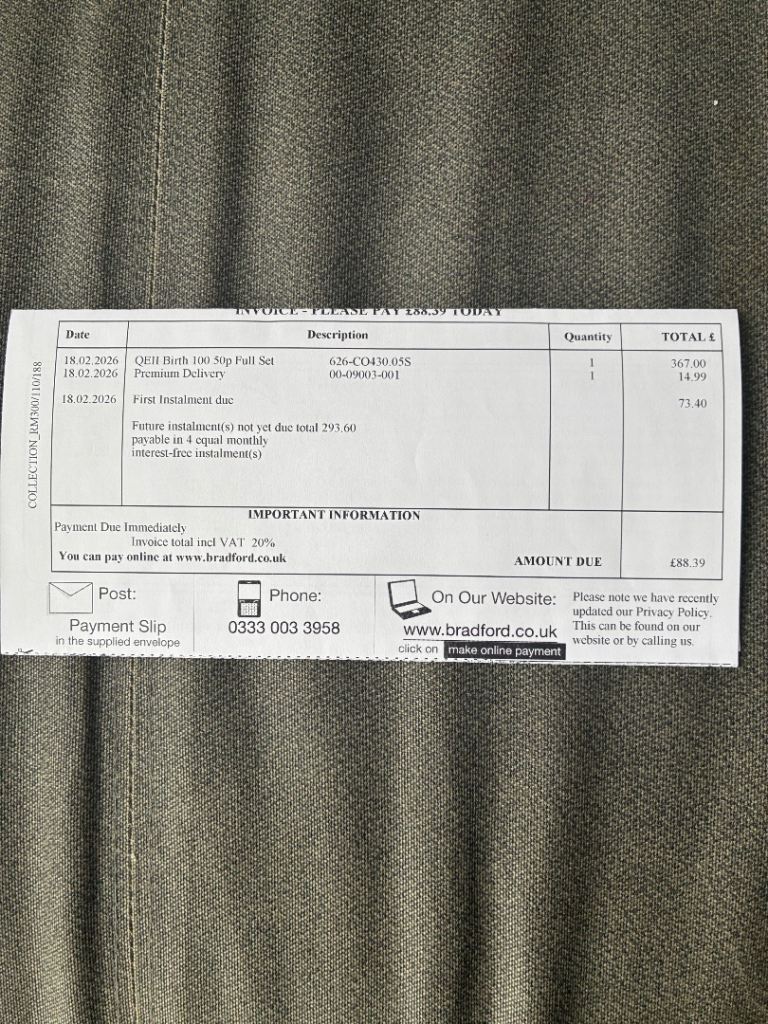 INVOICE - PLEASE PAY £88.39 TODAY
Date Description Quantity TOTAL £
18.02.2026 QEII Birth 100 50p Full Set 626-CO430.05S 1 367.00
18.02.2026 Premium Delivery 00-09003-001 1 14.99
18.02.2026 First Instalment due 73.40
Future instalment(s) not yet due total 293.60
payable in 4 equal monthly
interest-free instalment(s)
IMPORTANT INFORMATION
Payment Due Immediately
Invoice total incl VAT 20%
You can pay online at www.bradford.co.uk AMOUNT DUE £88.39
COLLECTION_RM300/110/188
Post:
Payment Slip
in the supplied envelope
Phone:
0333 003 3958
On Our Website:
www.bradford.co.uk
click on make online payment
Please note we have recently
updated our Privacy Policy.
This can be found on our
website or by calling us.